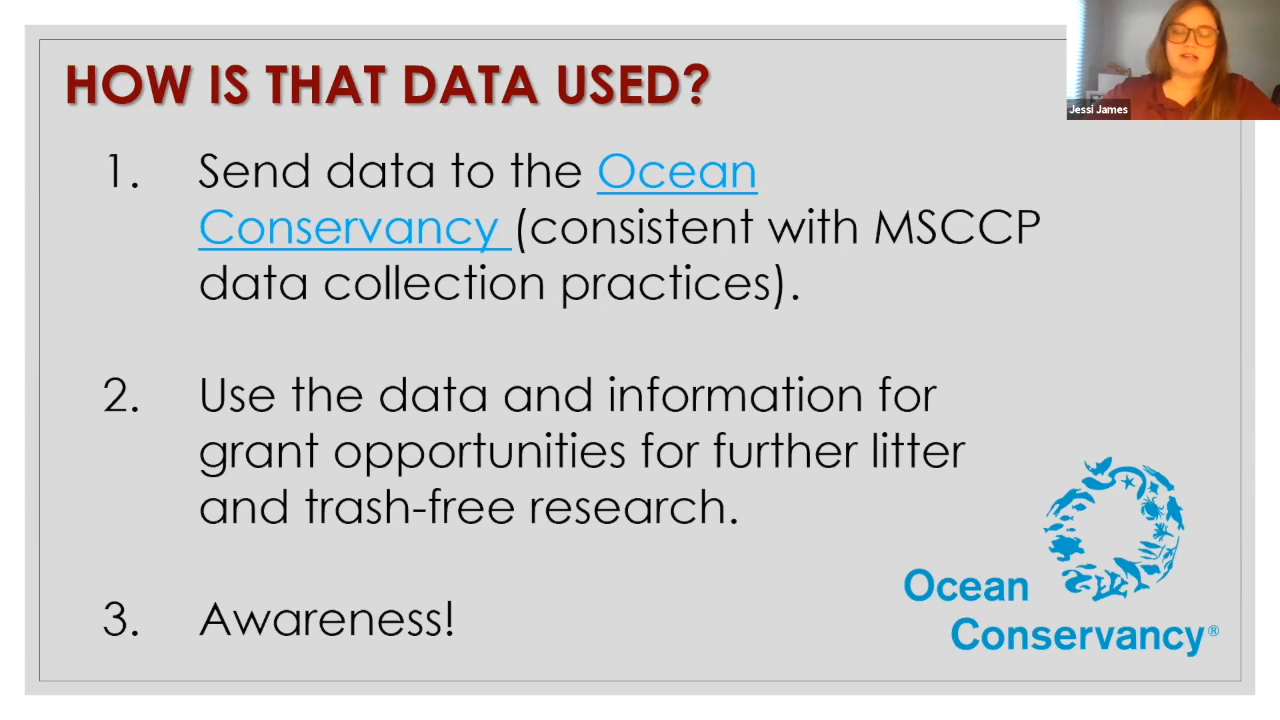 HOW IS THAT DATA USED?
Jessi James
1. Send data to the Ocean
Conservancy (consistent with MSCCP
data collection practices).
2. Use the data and information for
grant opportunities for further litter
and trash-free research.
3. Awareness!
Ocean
Conservancy®